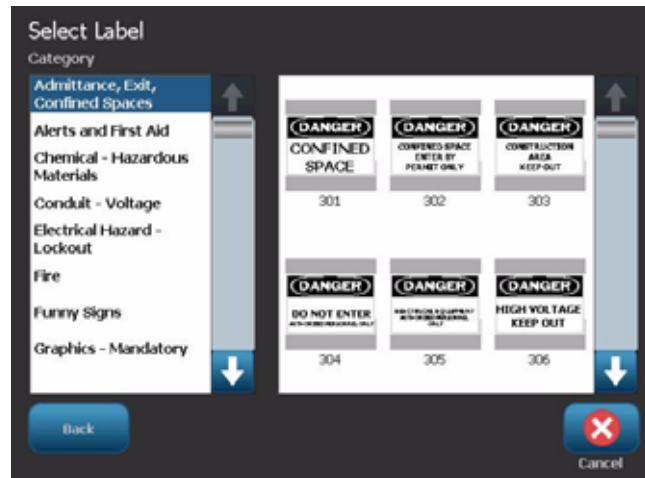 Select Label
Category
Admittance, Exit,
Confined Spaces
Alerts and First Aid
Chemical - Hazardous
Materials
Conduit - Voltage
Electrical Hazard -
Lockout
Fire
Funny Signs
Graphics - Mandatory
DANGER
CONFINED
SPACE
301
DANGER
CONFINED SPACE
ENTER BY
PERMIT ONLY
302
DANGER
CONSTRUCTION
AREA
KEEP OUT
303
DANGER
DO NOT ENTER
AUTHORIZED PERSONNEL ONLY
304
DANGER
305
DANGER
HIGH VOLTAGE
KEEP OUT
306
Back
Cancel